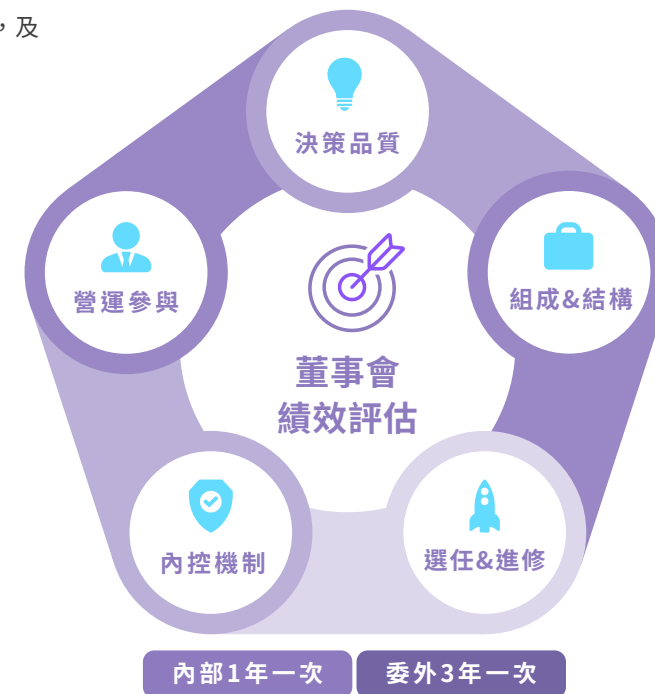 ，及
決策品質
營運參與
組成&結構
董事會
績效評估
內控機制
選任&進修
內部1年一次
委外3年一次